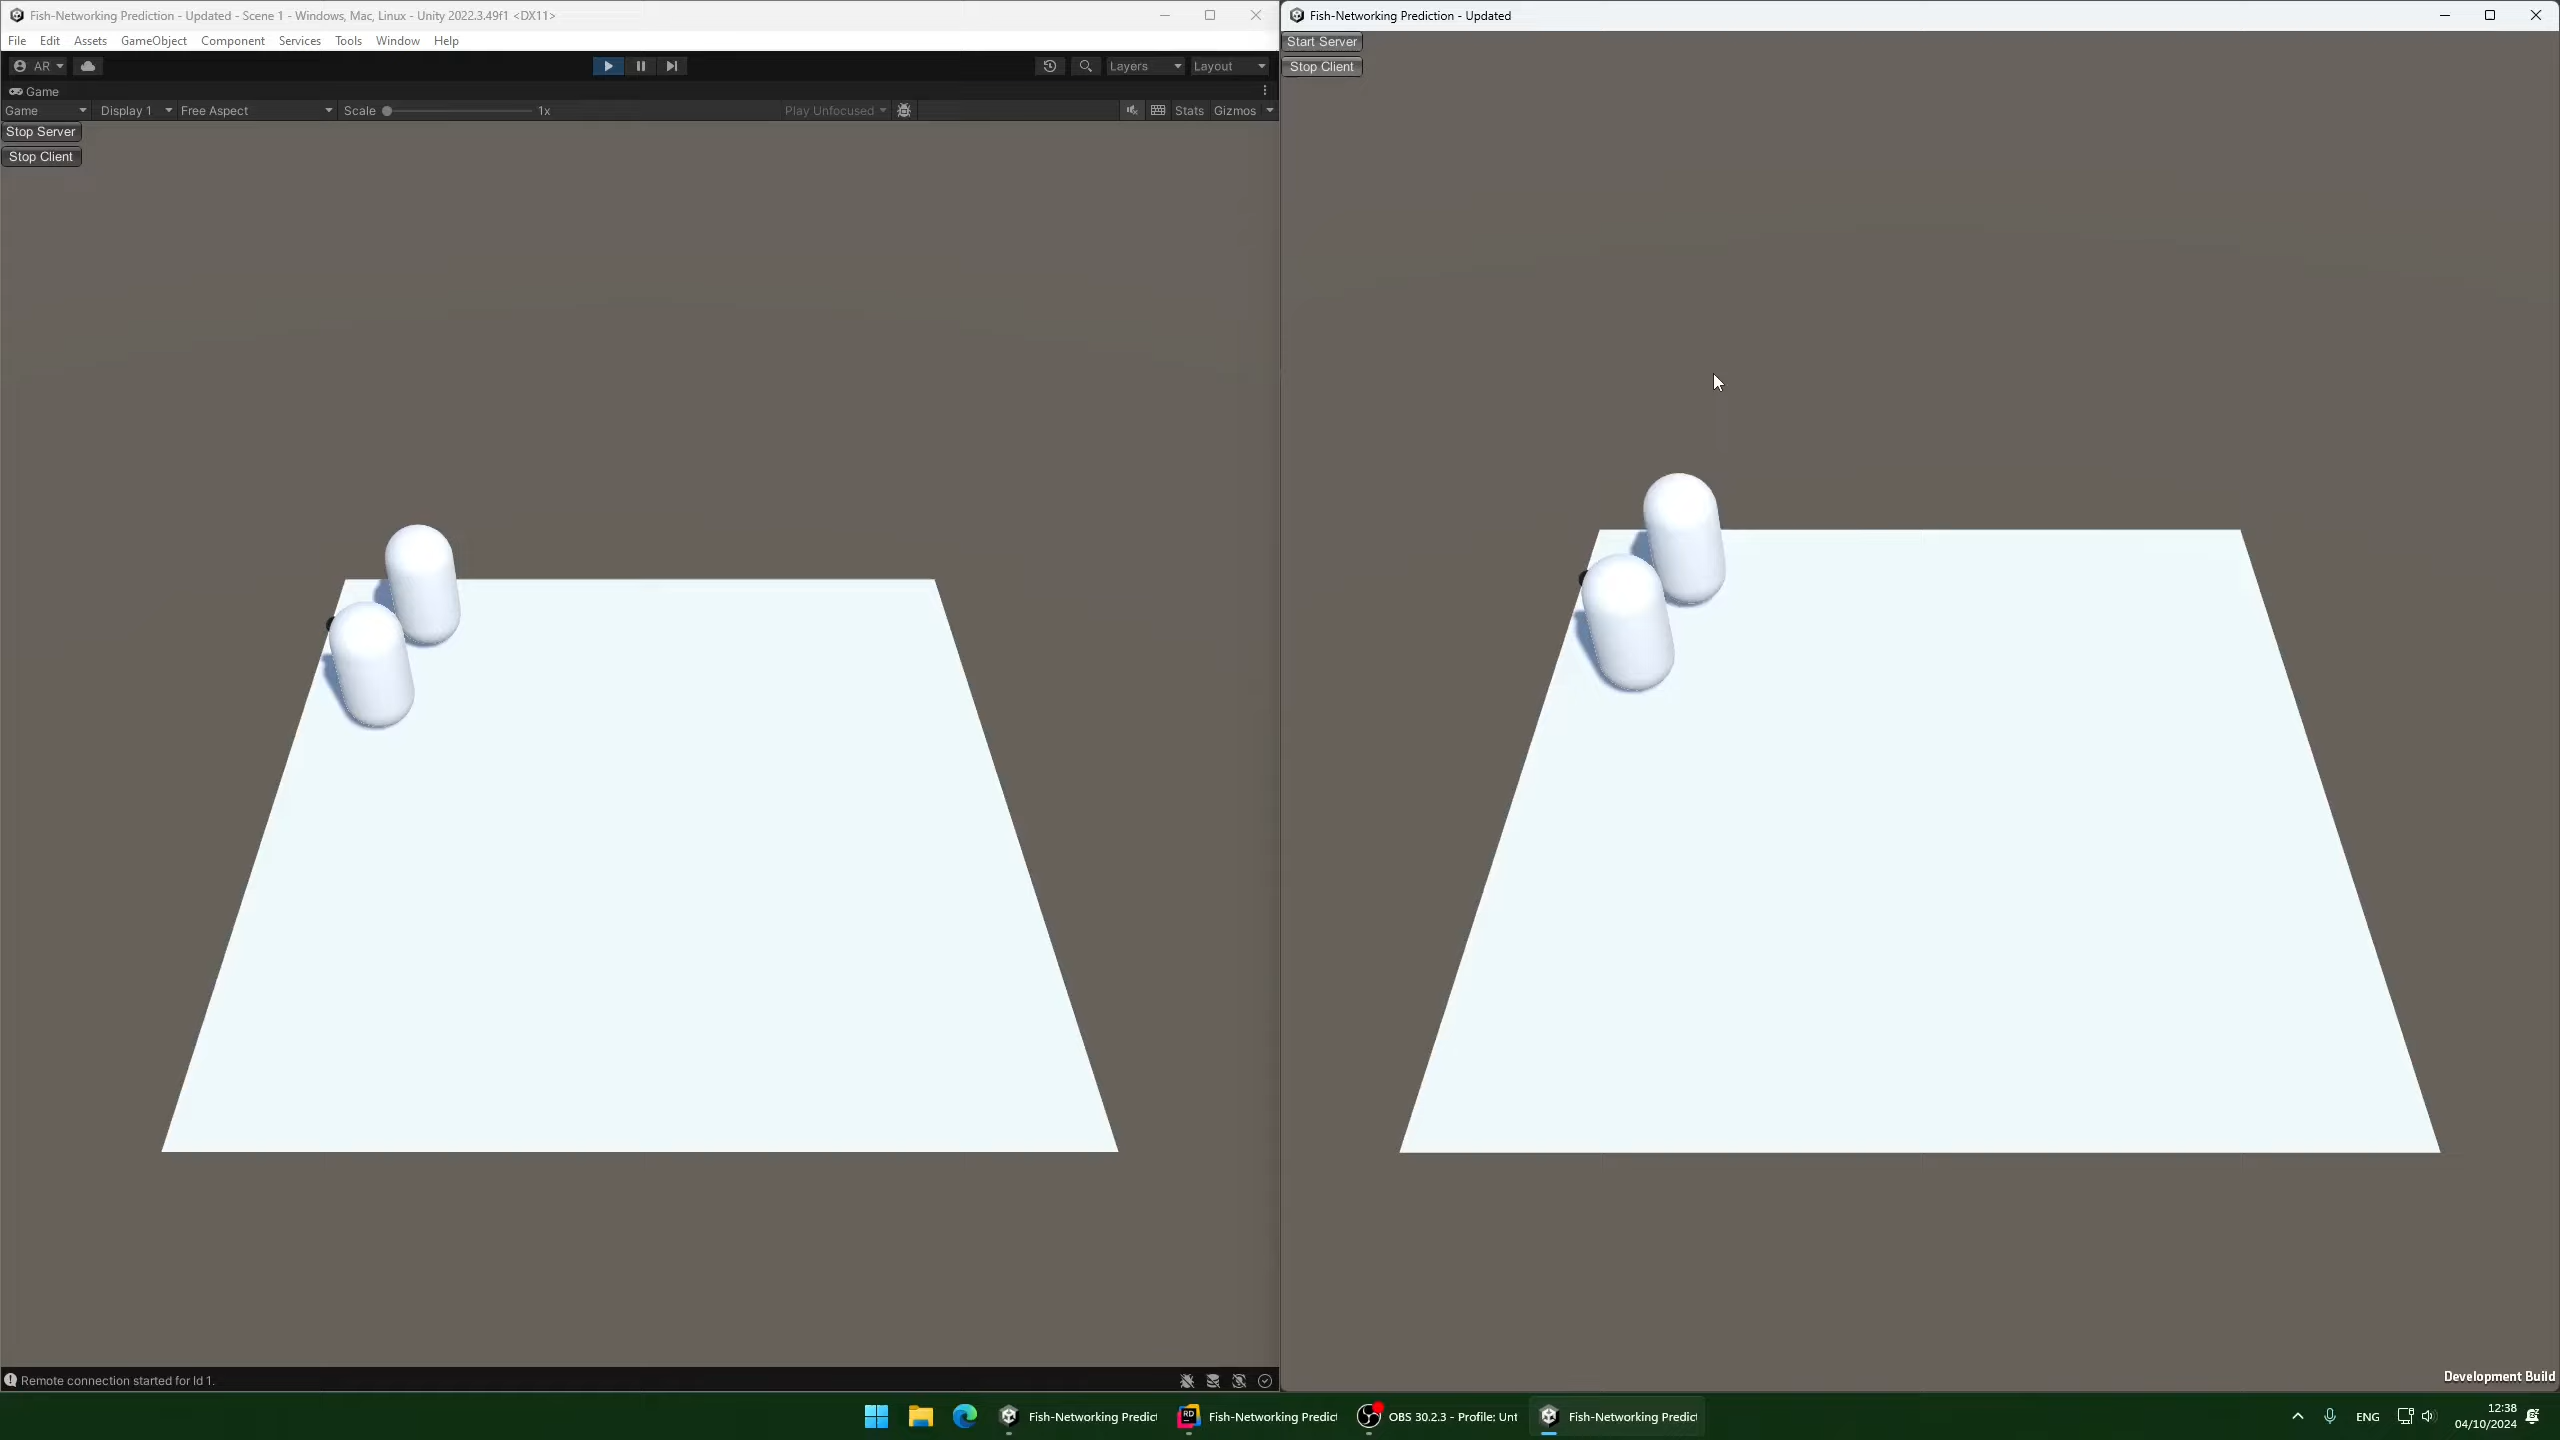 Fish-Networking Prediction - Updated - Scene 1 - Windows, Mac, Linux - Unity 2022.3.49f1 <DX11>
File Edit Assets GameObject Component Services Tools Window Help
AR Layers Layout
Game
Game Display 1 Free Aspect Scale 1x Play Unfocused Stats Gizmos
Stop Server
Stop Client
Remote connection started for Id 1.
Fish-Networking Prediction - Updated
Start Server
Stop Client
Development Build
Fish-Networking Predict RD Fish-Networking Predict OBS 30.2.3 - Profile: Unt Fish-Networking Predict ENG 12:38
04/10/2024